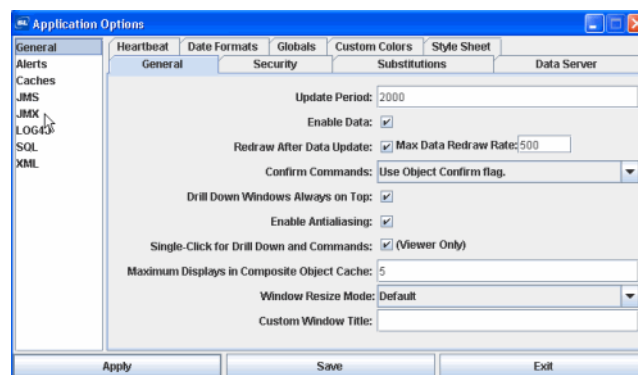 Application Options
General
Alerts
Caches
JMS
JMX
SQL
XML
Heartbeat Date Formats Globals Custom Colors Style Sheet
General Security Substitutions Data Server
Update Period: 2000
Enable Data:
Redraw After Data Update: Max Data Redraw Rate: 500
Confirm Commands: Use Object Confirm flag.
Drill Down Windows Always on Top:
Enable Antialiasing:
Single-Click for Drill Down and Commands: (Viewer Only)
Maximum Displays in Composite Object Cache: 5
Window Resize Mode: Default
Custom Window Title:
Apply Save Exit